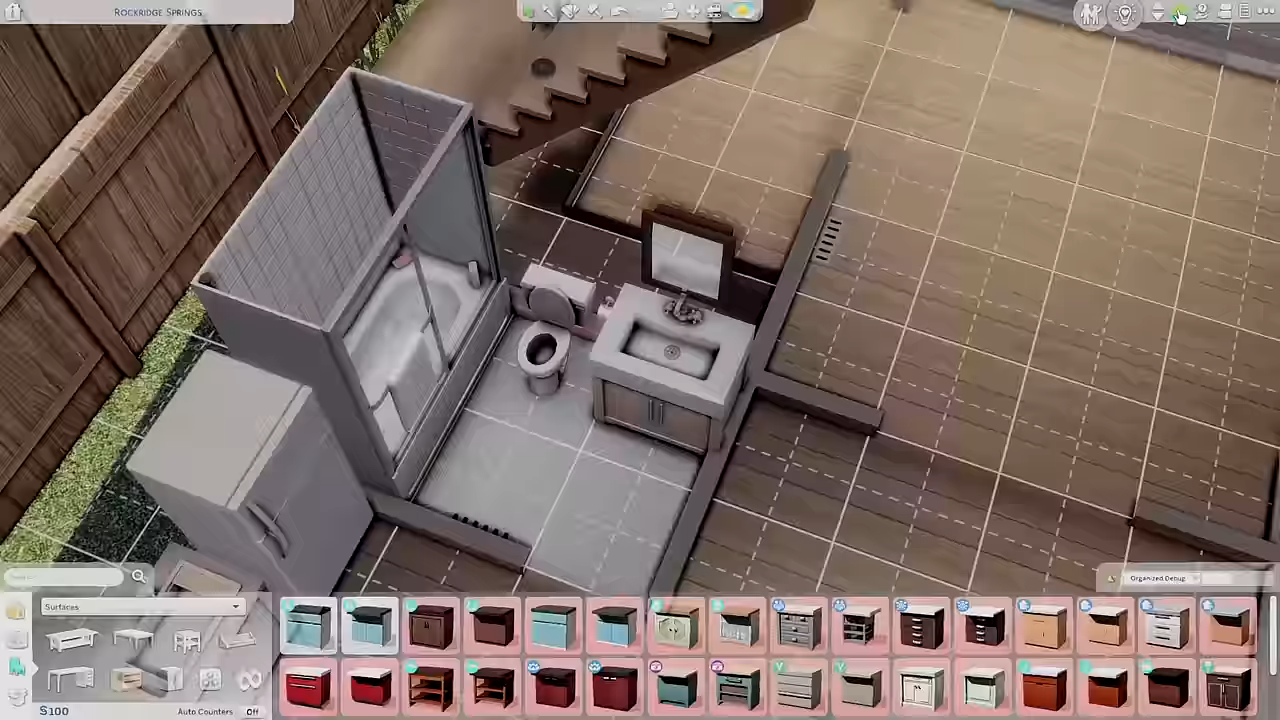 ROCKRIDGE SPRINGS
Organized Debug
Surfaces
$100
Auto Counters
Off